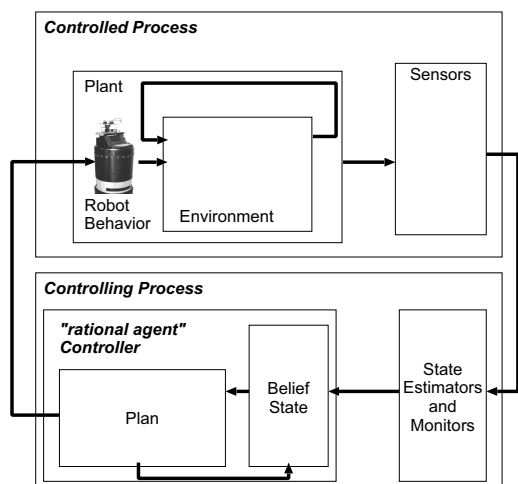 Controlled Process
Plant
Sensors
Robot
Behavior
Environment
Controlling Process
"rational agent"
Controller
Plan
Belief
State
State
Estimators
and
Monitors